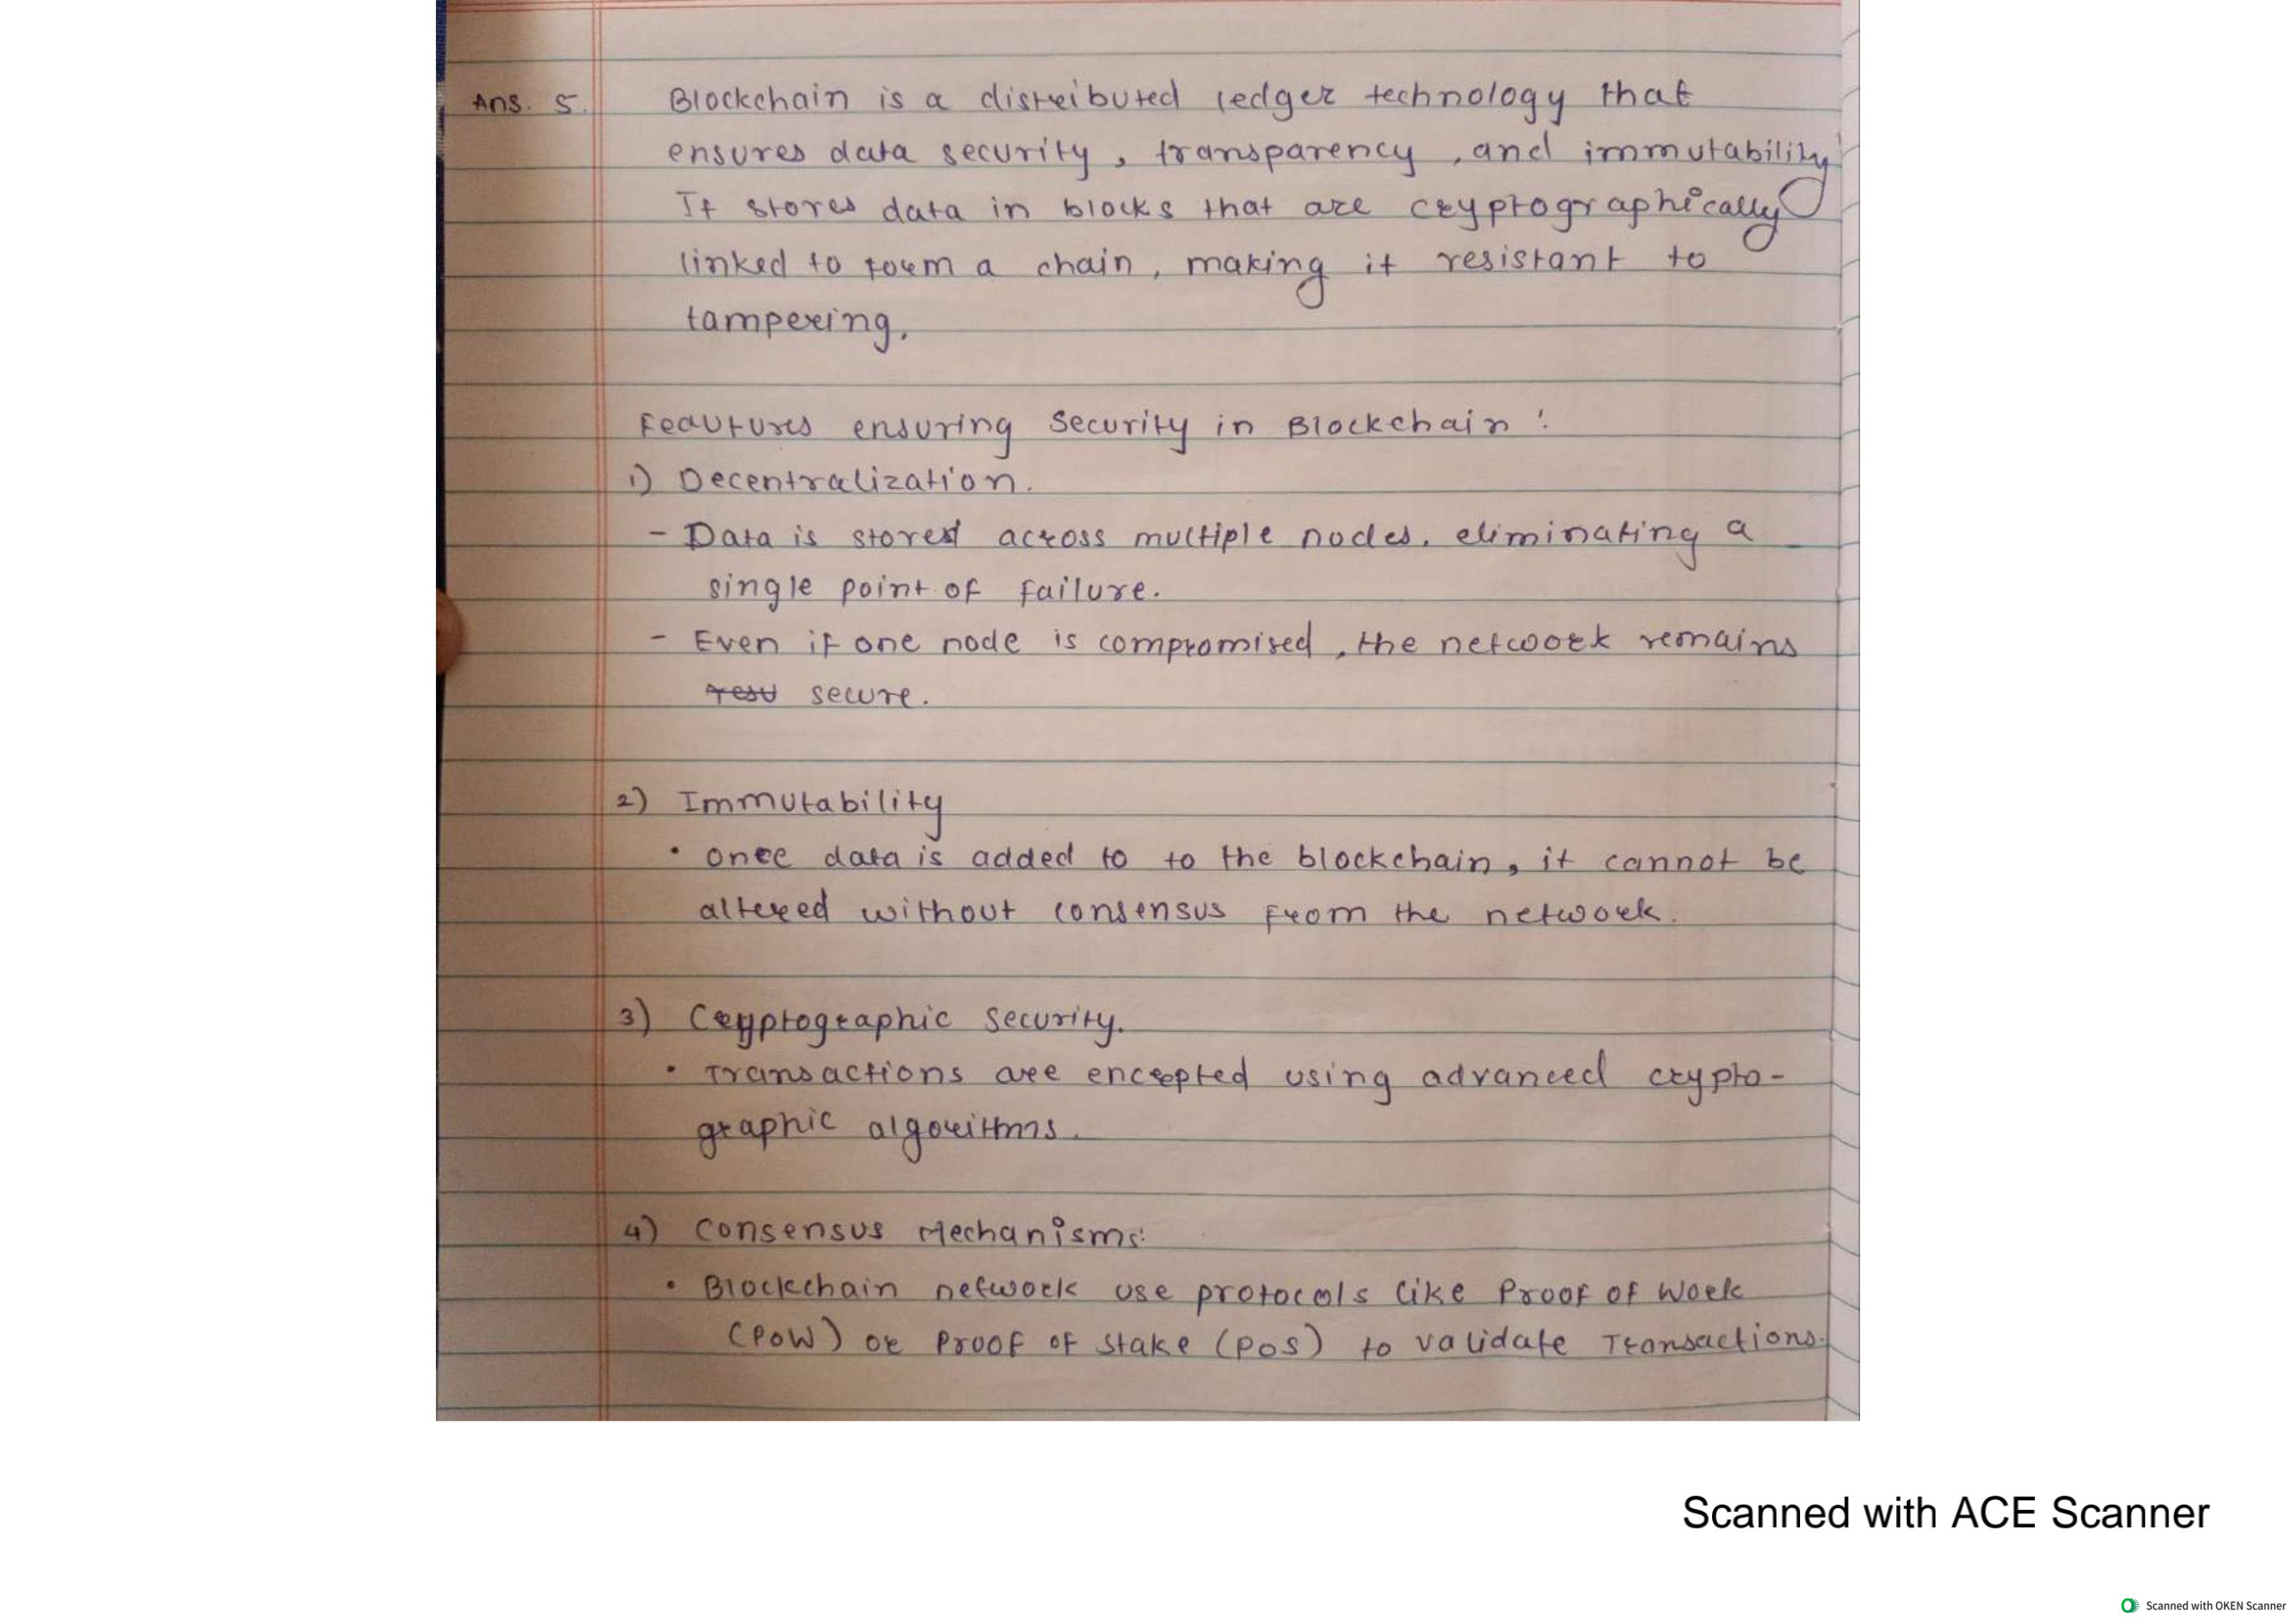 Ans. 5. Blockchain is a distributed ledger technology that
ensures data security, transparency, and immutability
It stores data in blocks that are cryptographically
linked to form a chain, making it resistant to
tampering.
Feautures ensuring Security in Blockchain:
1) Decentralization.
- Data is stored across multiple nodes, eliminating a
single point of failure.
- Even if one node is compromised, the network remains
secure.
2) Immutability
• once data is added to to the blockchain, it cannot be
altered without consensus from the network.
3) Cryptographic Security.
• Transactions are encrepted using advanced crypto-
graphic algorithms.
4) Consensus Mechanisms:
• Blockchain network use protocols like Proof of Work
(POW) or Proof of Stake (POS) to validate Transactions.
Scanned with ACE Scanner
Scanned with OKEN Scanner